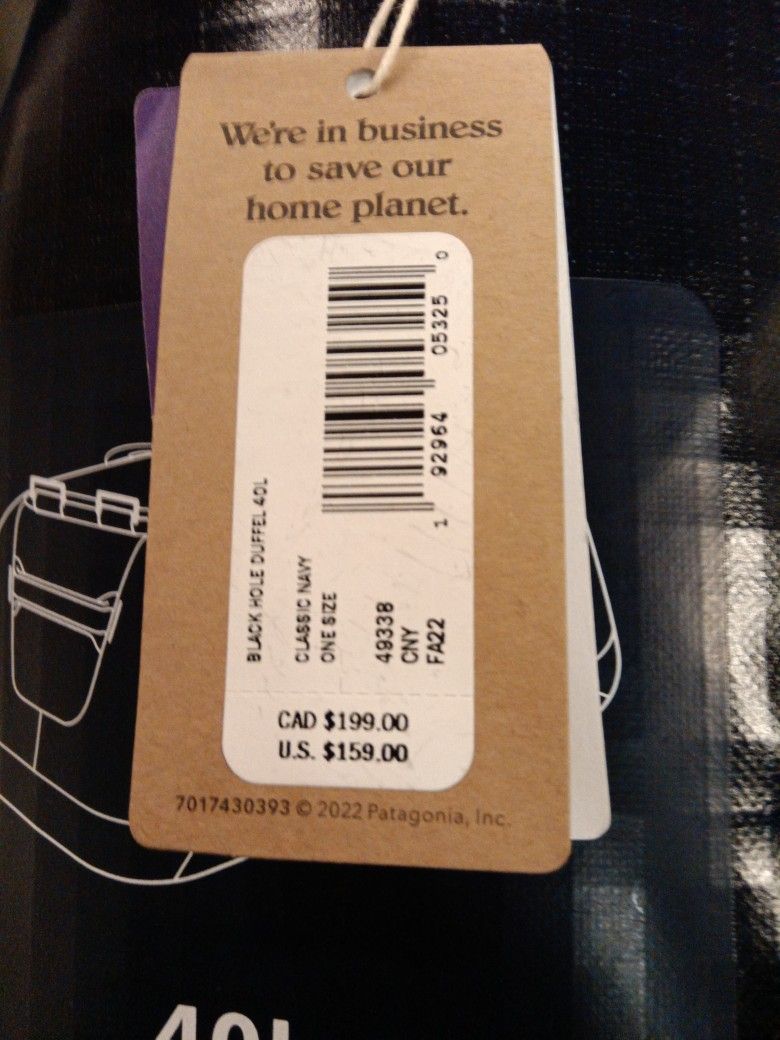 We're in business
to save our
home planet.
BLACK HOLE DUFFEL 40L
CLASSIC NAVY
ONE SIZE
49338
CNY
FA22
1 92964 05325 0
CAD $199.00
U.S. $159.00
7017430393 © 2022 Patagonia, Inc.
40L